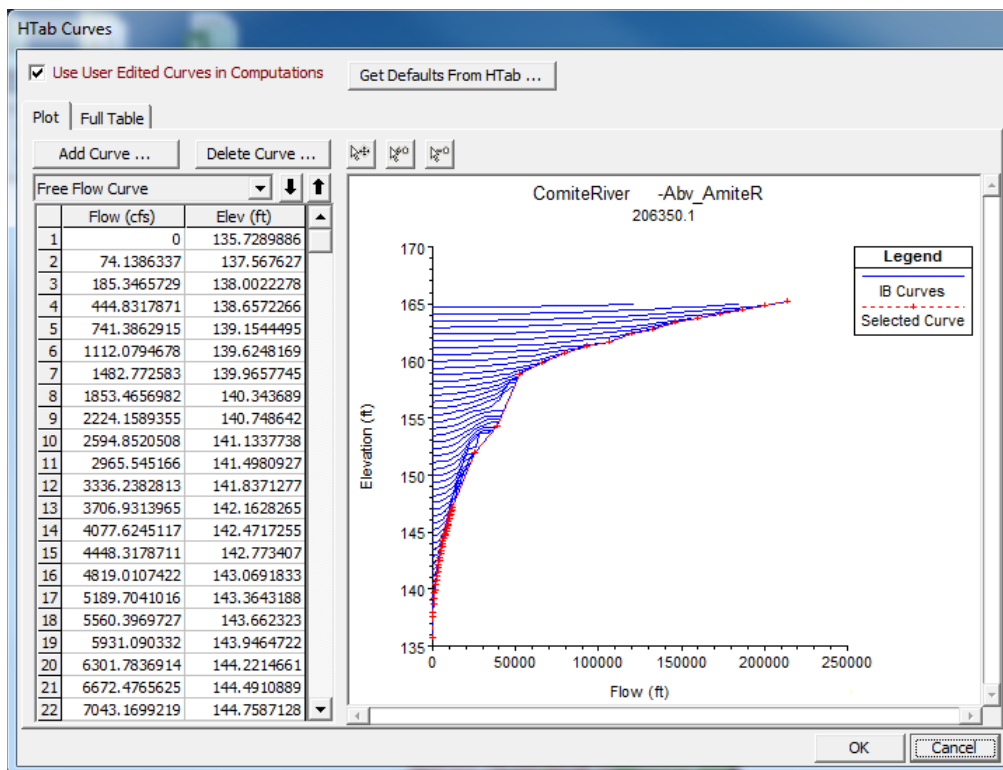 HTab Curves
Use User Edited Curves in Computations
Get Defaults From HTab ...
Plot
Full Table
Add Curve ...
Delete Curve ...
Free Flow Curve
Flow (cfs) Elev (ft)
1 0 135.7289886
2 74.1386337 137.567627
3 185.3465729 138.0022278
4 444.8317871 138.6572266
5 741.3862915 139.1544495
6 1112.0794678 139.6248169
7 1482.772583 139.9657745
8 1853.4656982 140.343689
9 2224.1589355 140.748642
10 2594.8520508 141.1337738
11 2965.545166 141.4980927
12 3336.2382813 141.8371277
13 3706.9313965 142.1628265
14 4077.6245117 142.4717255
15 4448.3178711 142.773407
16 4819.0107422 143.0691833
17 5189.7041016 143.3643188
18 5560.3969727 143.662323
19 5931.090332 143.9464722
20 6301.7836914 144.2214661
21 6672.4765625 144.4910889
22 7043.1699219 144.7587128
ComiteRiver -Abv_AmiteR
206350.1
170
165
160
155
150
145
140
135
Elevation (ft)
0 50000 100000 150000 200000 250000
Flow (ft)
Legend
IB Curves
Selected Curve
OK
Cancel